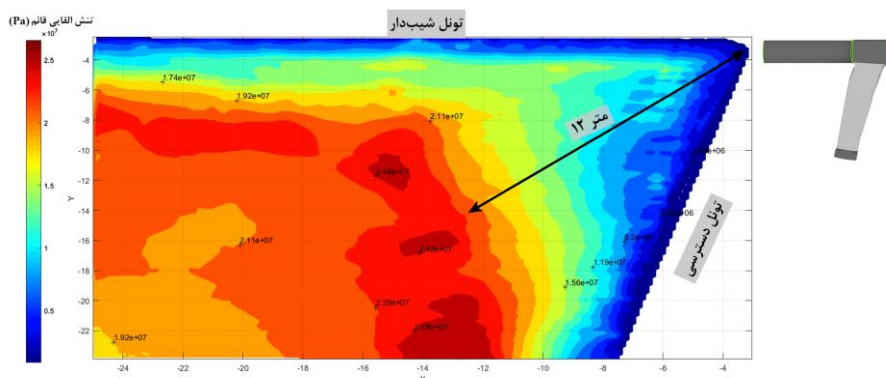 تونل شیب‌دار
تنش القایی قائم (Pa)
×10⁷
2.5
2
1.5
1
0.5
-4
-6
-8
-10
-12
-14
-16
-18
-20
-22
Y
1.74e+07
1.92e+07
2.11e+07
متر ۱۲
2.48e+07
2.11e+07
2.48e+07
1.19e+07
1.56e+07
2.29e+07
1.92e+07
تونل دسترسی
-24
-22
-20
-18
-16
-14
-12
-10
-8
-6
-4